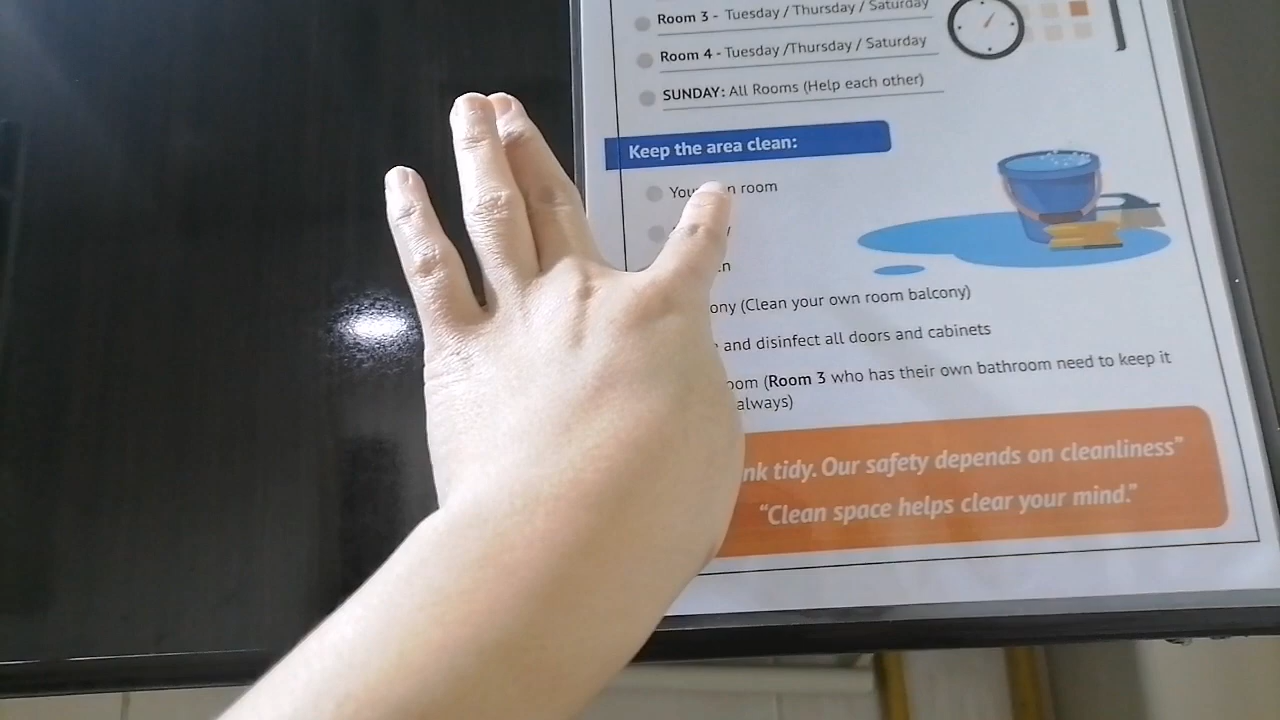 Room 3 - Tuesday / Thursday / Saturday
Room 4 - Tuesday /Thursday / Saturday
SUNDAY: All Rooms (Help each other)
Keep the area clean:
room
(Clean your own room balcony)
and disinfect all doors and cabinets
(Room 3 who has their own bathroom need to keep it
always)
tidy. Our safety depends on cleanliness"
"Clean space helps clear your mind."